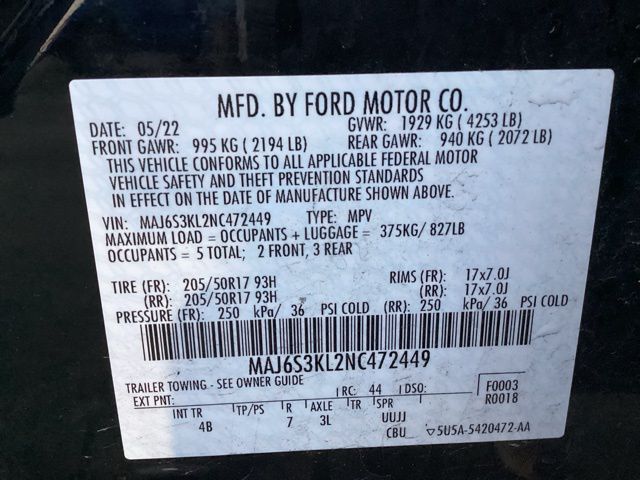 MFD. BY FORD MOTOR CO.
DATE: 05/22 GVWR: 1929 KG ( 4253 LB)
FRONT GAWR: 995 KG ( 2194 LB) REAR GAWR: 940 KG ( 2072 LB)
THIS VEHICLE CONFORMS TO ALL APPLICABLE FEDERAL MOTOR
VEHICLE SAFETY AND THEFT PREVENTION STANDARDS
IN EFFECT ON THE DATE OF MANUFACTURE SHOWN ABOVE.
VIN: MAJ6S3KL2NC472449 TYPE: MPV
MAXIMUM LOAD = OCCUPANTS + LUGGAGE = 375KG/ 827LB
OCCUPANTS = 5 TOTAL; 2 FRONT, 3 REAR
TIRE (FR): 205/50R17 93H RIMS (FR): 17x7.0J
(RR): 205/50R17 93H (RR): 17x7.0J
PRESSURE (FR): 250 kPa/ 36 PSI COLD (RR): 250 kPa/ 36 PSI COLD
MAJ6S3KL2NC472449
TRAILER TOWING - SEE OWNER GUIDE
EXT PNT: RC: 44 DSO: F0003
R0018
INT TR TP/PS R AXLE TR SPR
4B 7 3L UUJJ
CBU ▽5U5A-5420472-AA